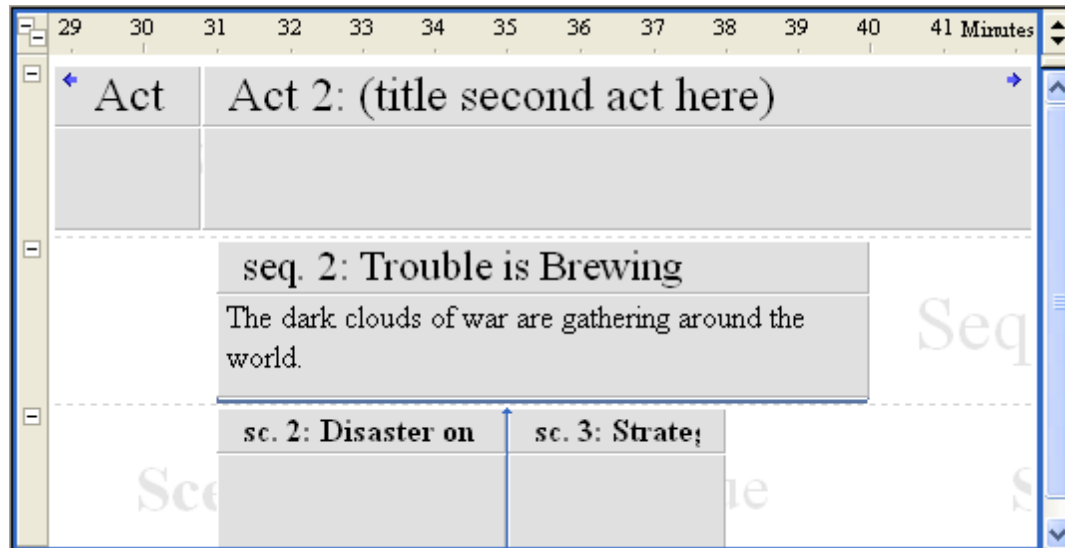 29 30 31 32 33 34 35 36 37 38 39 40 41 Minutes
Act Act 2: (title second act here)
seq. 2: Trouble is Brewing
The dark clouds of war are gathering around the
world.
Seq
sc. 2: Disaster on sc. 3: